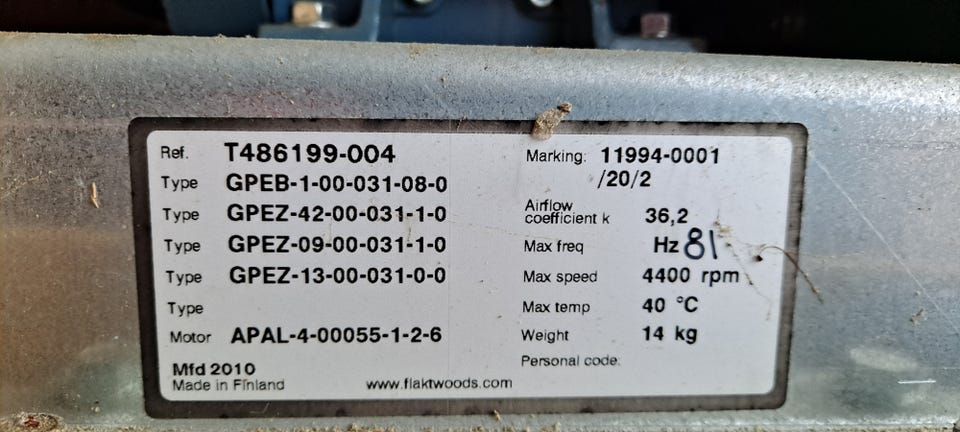 Ref. T486199-004
Type GPEB-1-00-031-08-0
Type GPEZ-42-00-031-1-0
Type GPEZ-09-00-031-1-0
Type GPEZ-13-00-031-0-0
Type
Motor APAL-4-00055-1-2-6
Mfd 2010
Made in Finland www.flaktwoods.com
Marking: 11994-0001
/20/2
Airflow
coefficient k 36,2
Max freq Hz 81
Max speed 4400 rpm
Max temp 40 °C
Weight 14 kg
Personal code: